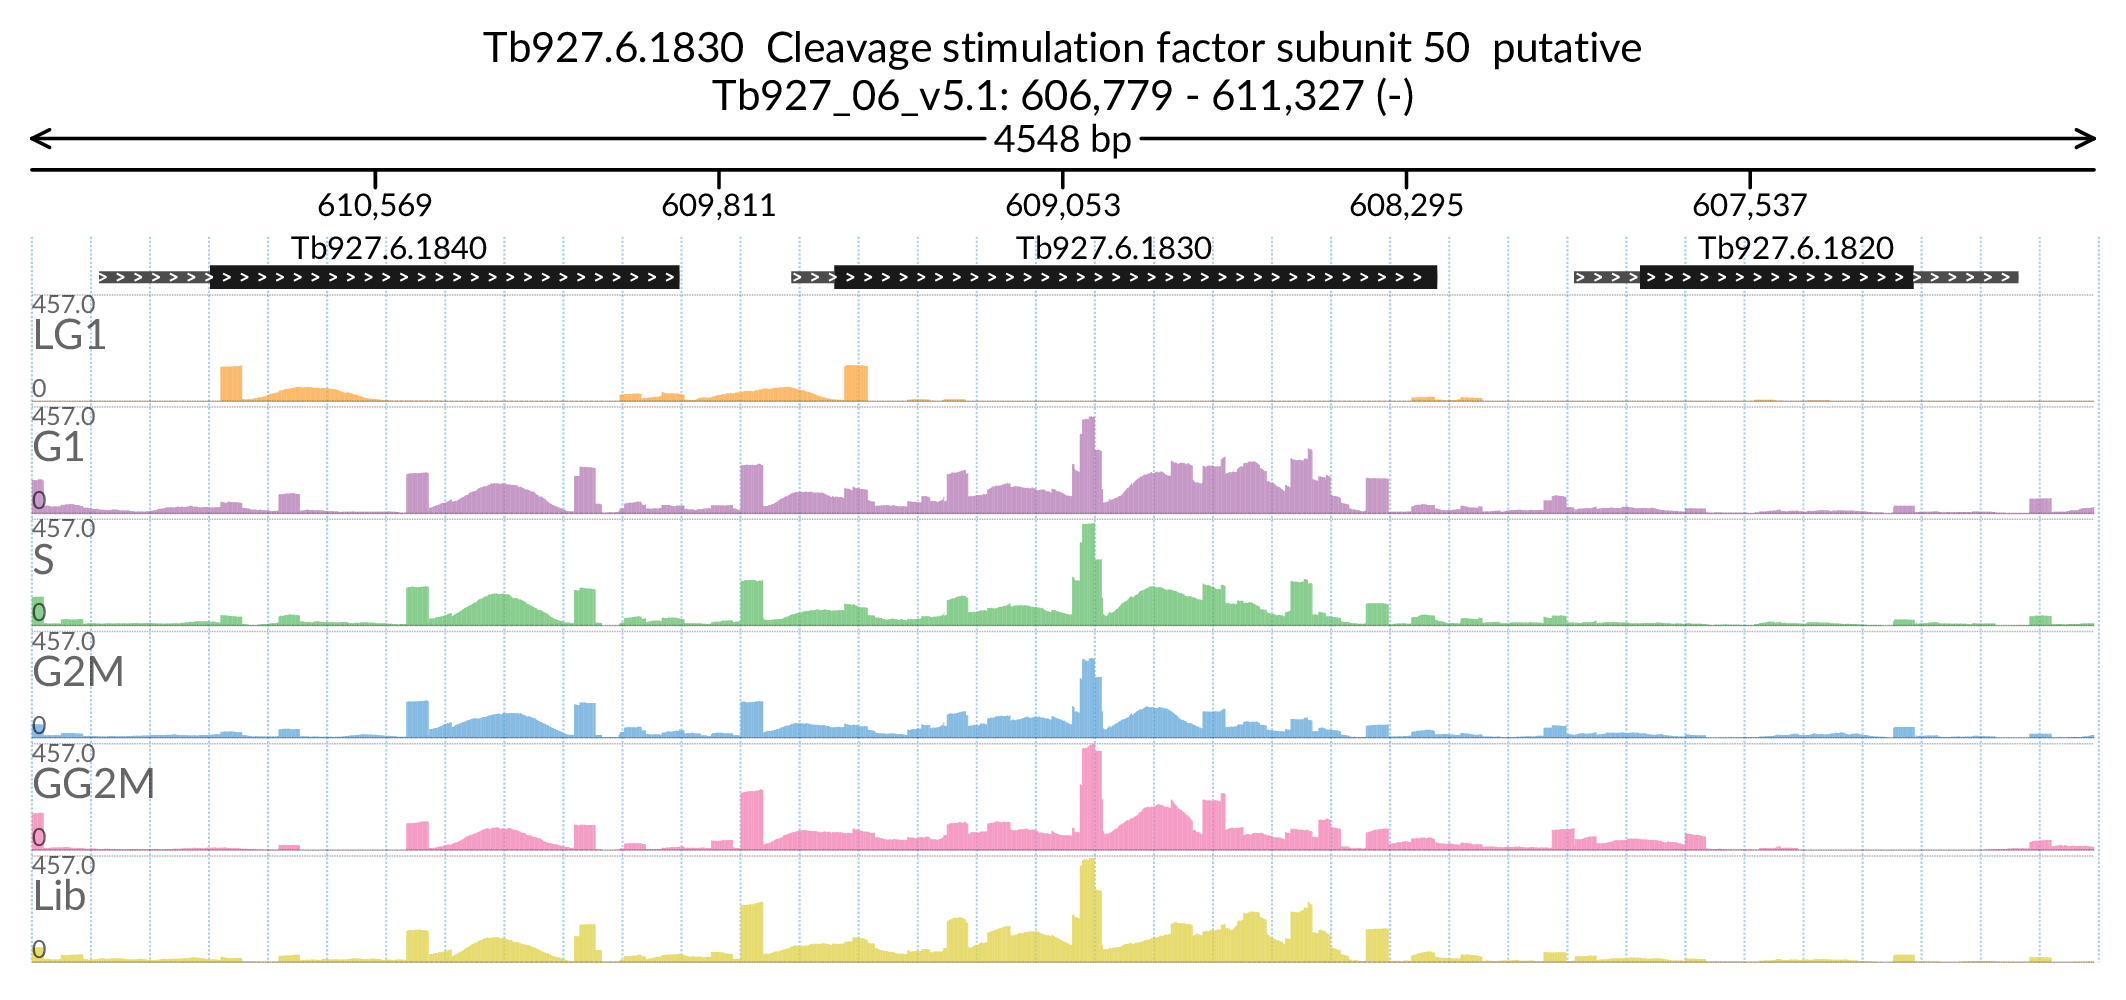 Tb927.6.1830 Cleavage stimulation factor subunit 50 putative
Tb927_06_v5.1: 606,779 - 611,327 (-)
4548 bp
610,569 609,811 609,053 608,295 607,537
Tb927.6.1840 Tb927.6.1830 Tb927.6.1820
457.0
LG1
0
457.0
G1
0
457.0
S
0
457.0
G2M
0
457.0
GG2M
0
457.0
Lib
0